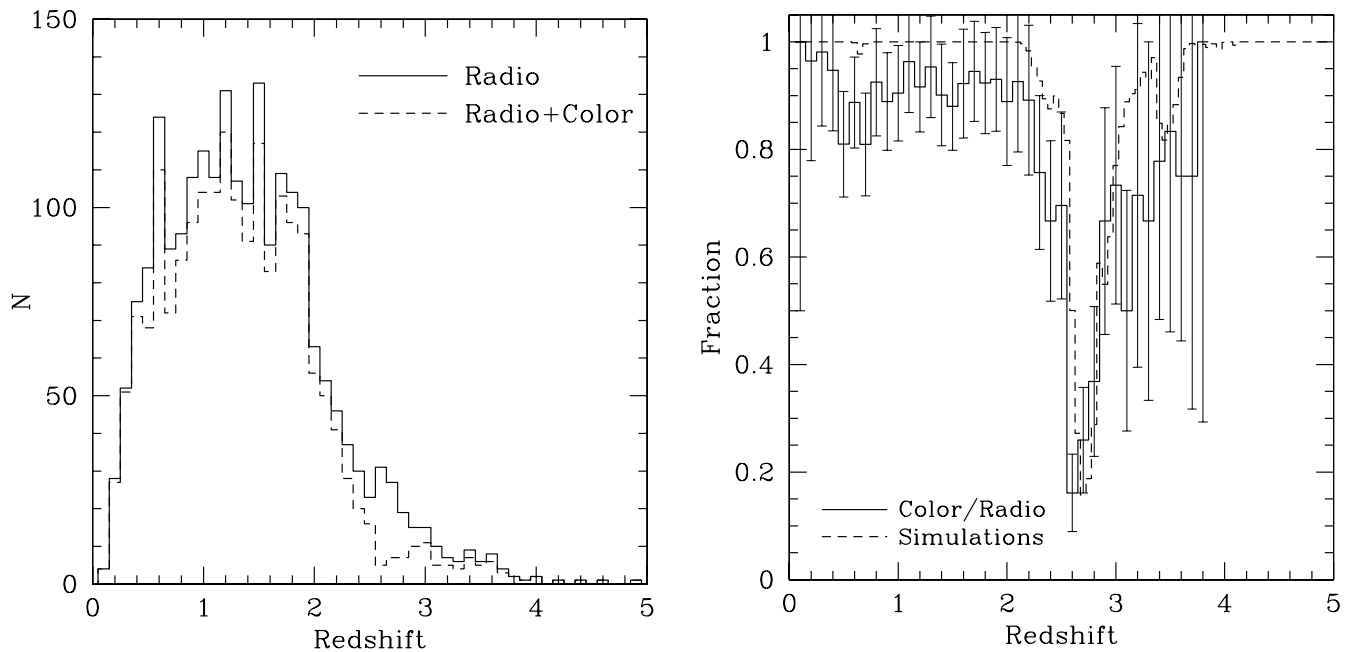 150
100
50
0
N
Radio
Radio+Color
0 1 2 3 4 5
Redshift
1
0.8
0.6
0.4
0.2
0
Fraction
Color/Radio
Simulations
0 1 2 3 4 5
Redshift